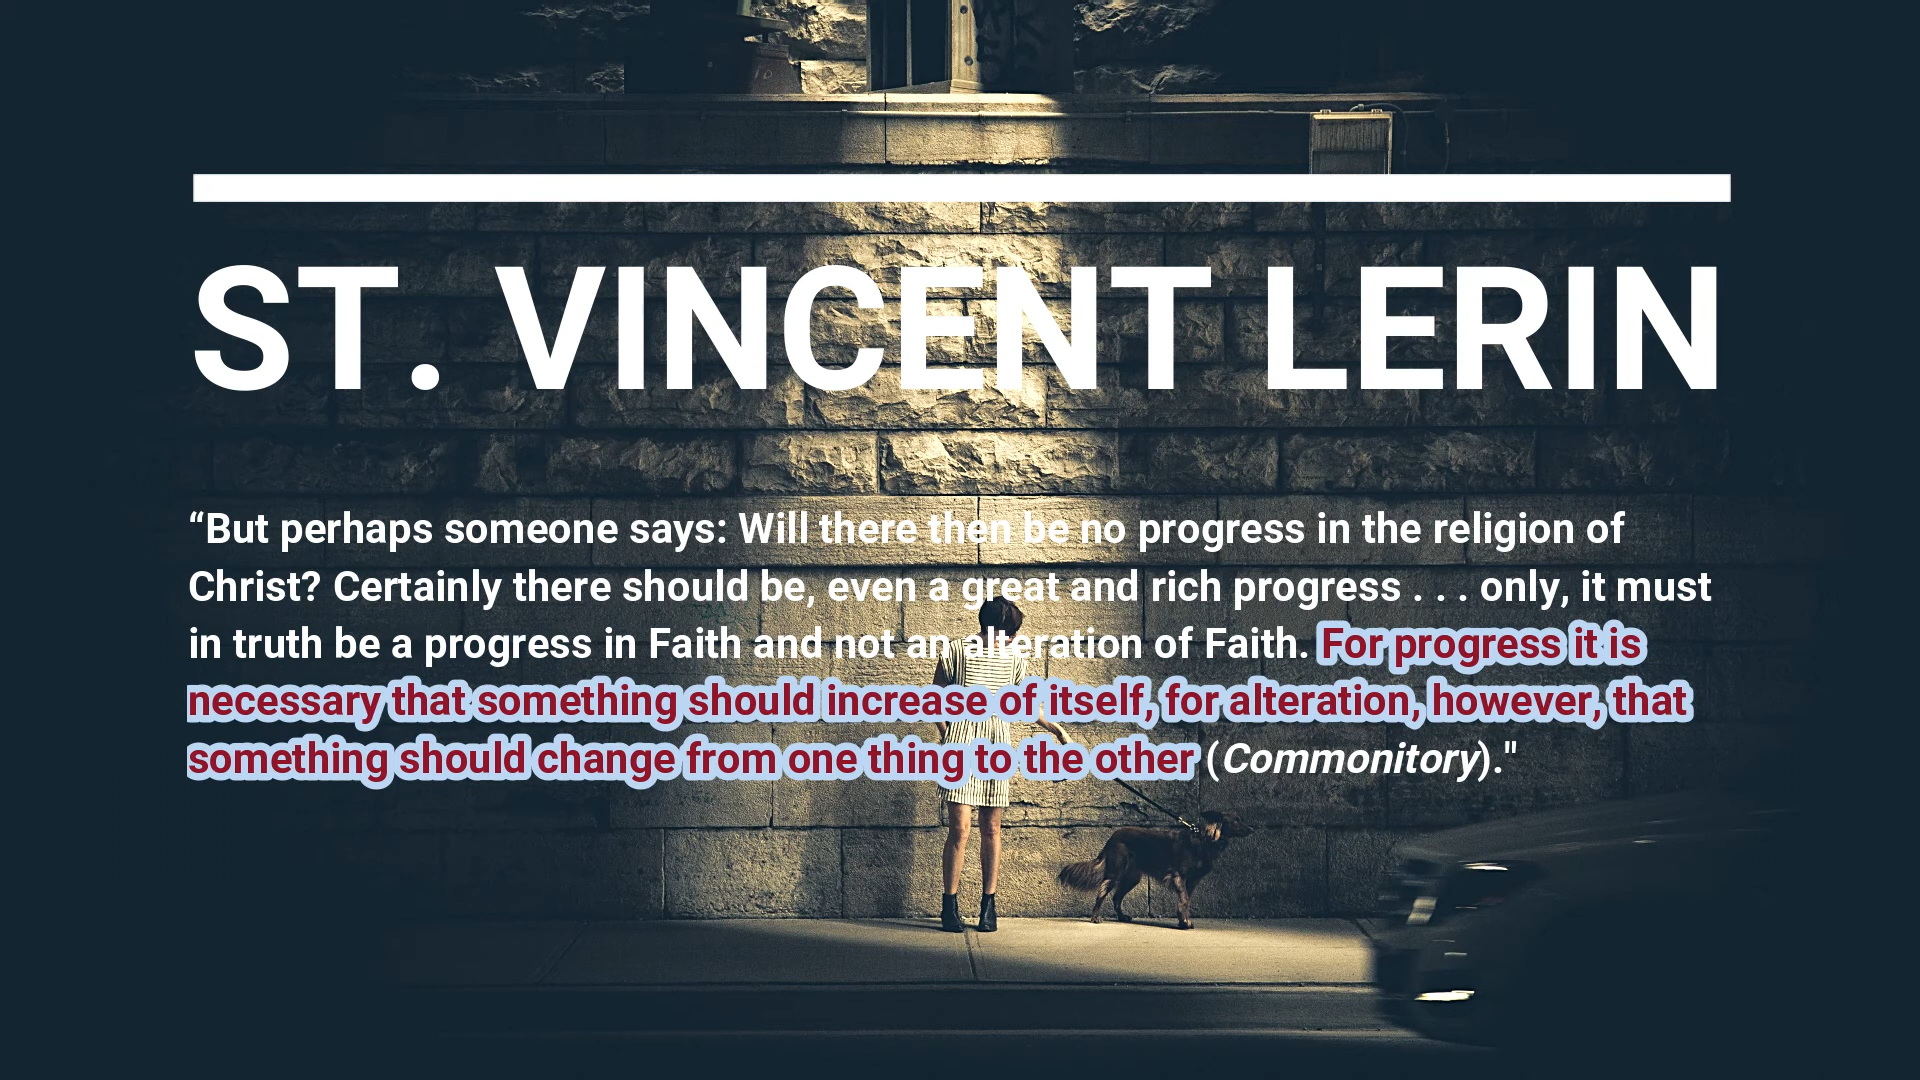 ST. VINCENT LERIN
“But perhaps someone says: Will there then be no progress in the religion of
Christ? Certainly there should be, even a great and rich progress . . . only, it must
in truth be a progress in Faith and not an alteration of Faith. For progress it is
necessary that something should increase of itself, for alteration, however, that
something should change from one thing to the other (Commonitory)."